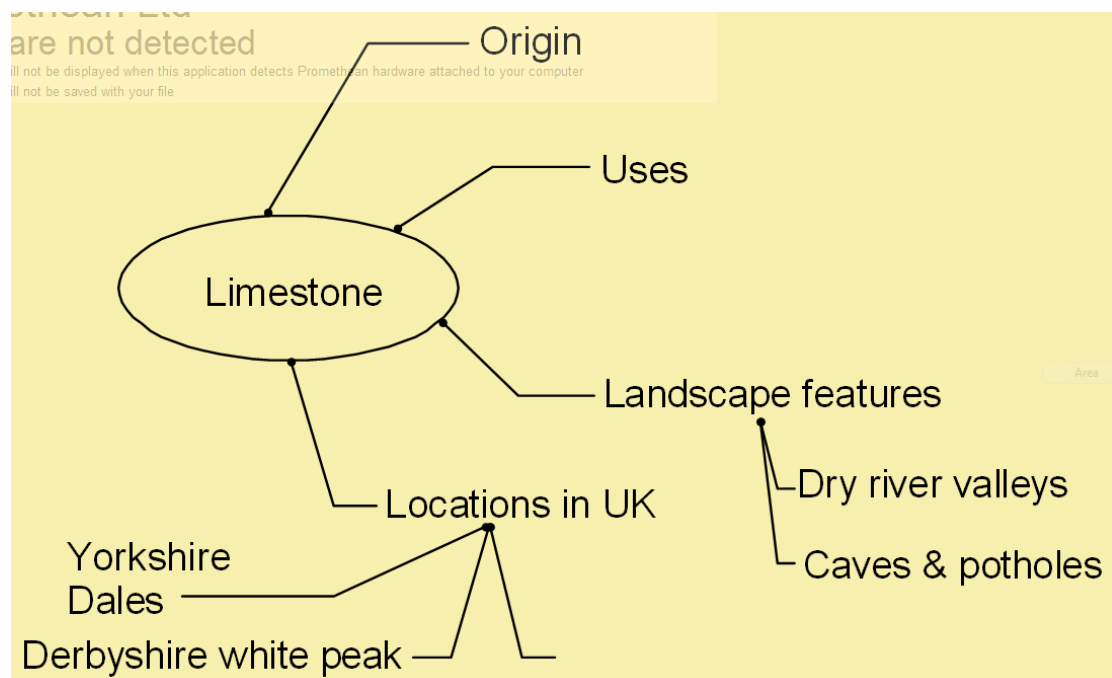 are not detected
ill not be displayed when this application detects Promethean hardware attached to your computer
ill not be saved with your file
Origin
Uses
Limestone
Landscape features
Area
Dry river valleys
Locations in UK
Caves & potholes
Yorkshire
Dales
Derbyshire white peak